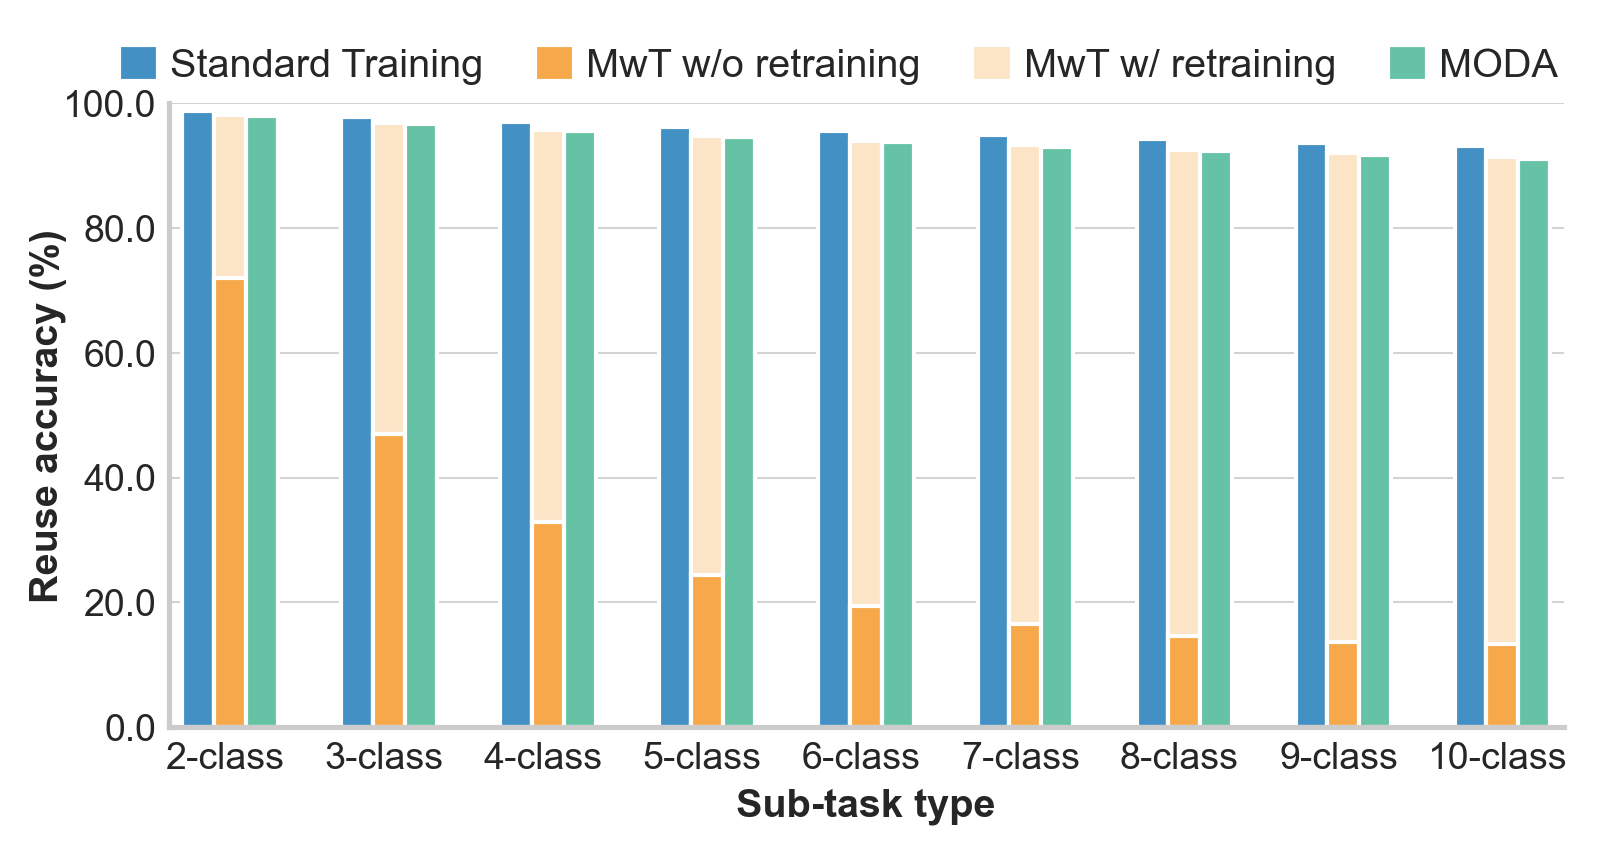 Standard Training MwT w/o retraining MwT w/ retraining MODA
100.0
80.0
60.0
40.0
20.0
0.0
Reuse accuracy (%)
2-class 3-class 4-class 5-class 6-class 7-class 8-class 9-class 10-class
Sub-task type